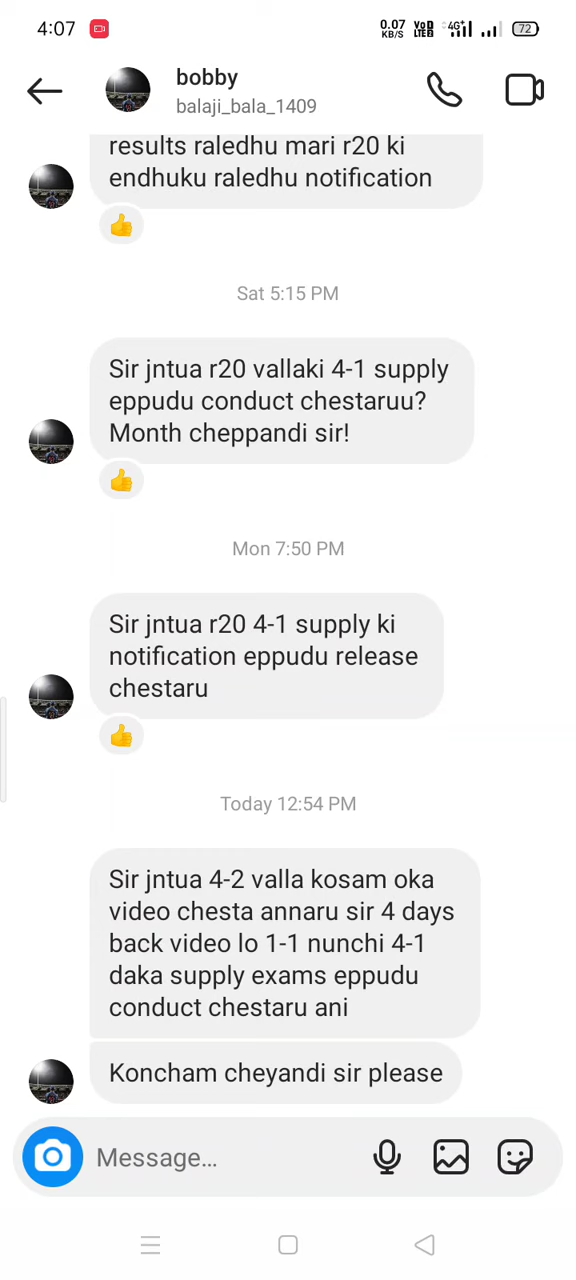 4:07 0.07 KB/S VoD LTE2 4G+ 72
bobby
balaji_bala_1409
results raledhu mari r20 ki
endhuku raledhu notification
Sat 5:15 PM
Sir jntua r20 vallaki 4-1 supply
eppudu conduct chestaruu?
Month cheppandi sir!
Mon 7:50 PM
Sir jntua r20 4-1 supply ki
notification eppudu release
chestaru
Today 12:54 PM
Sir jntua 4-2 valla kosam oka
video chesta annaru sir 4 days
back video lo 1-1 nunchi 4-1
daka supply exams eppudu
conduct chestaru ani
Koncham cheyandi sir please
Message...